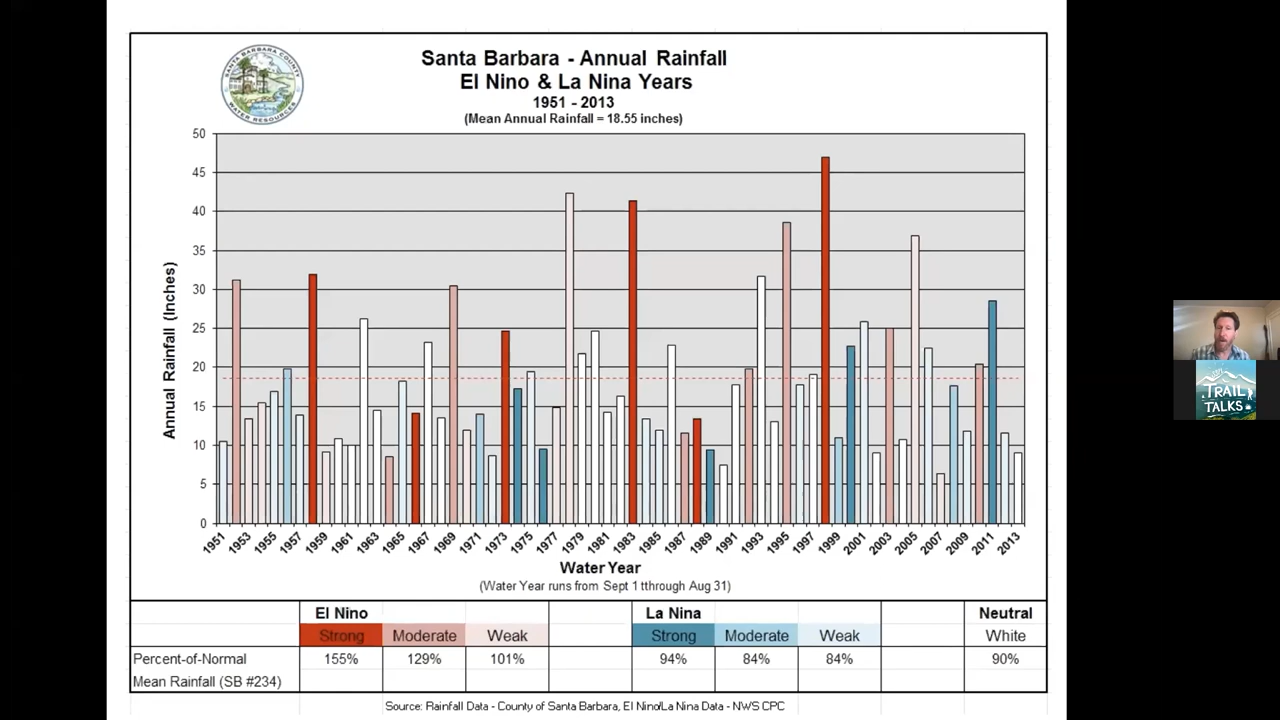 Santa Barbara - Annual Rainfall
El Nino & La Nina Years
1951 - 2013
(Mean Annual Rainfall = 18.55 inches)
SANTA BARBARA COUNTY
WATER RESOURCES
50
45
40
35
30
25
20
15
10
5
0
Annual Rainfall (Inches)
1951 1953 1955 1957 1959 1961 1963 1965 1967 1969 1971 1973 1975 1977 1979 1981 1983 1985 1987 1989 1991 1993 1995 1997 1999 2001 2003 2005 2007 2009 2011 2013
Water Year
(Water Year runs from Sept 1 tthrough Aug 31)
El Nino La Nina Neutral
Strong Moderate Weak Strong Moderate Weak White
Percent-of-Normal 155% 129% 101% 94% 84% 84% 90%
Mean Rainfall (SB #234)
Source: Rainfall Data - County of Santa Barbara, El Nino/La Nina Data - NWS CPC
TRAIL
TALKS